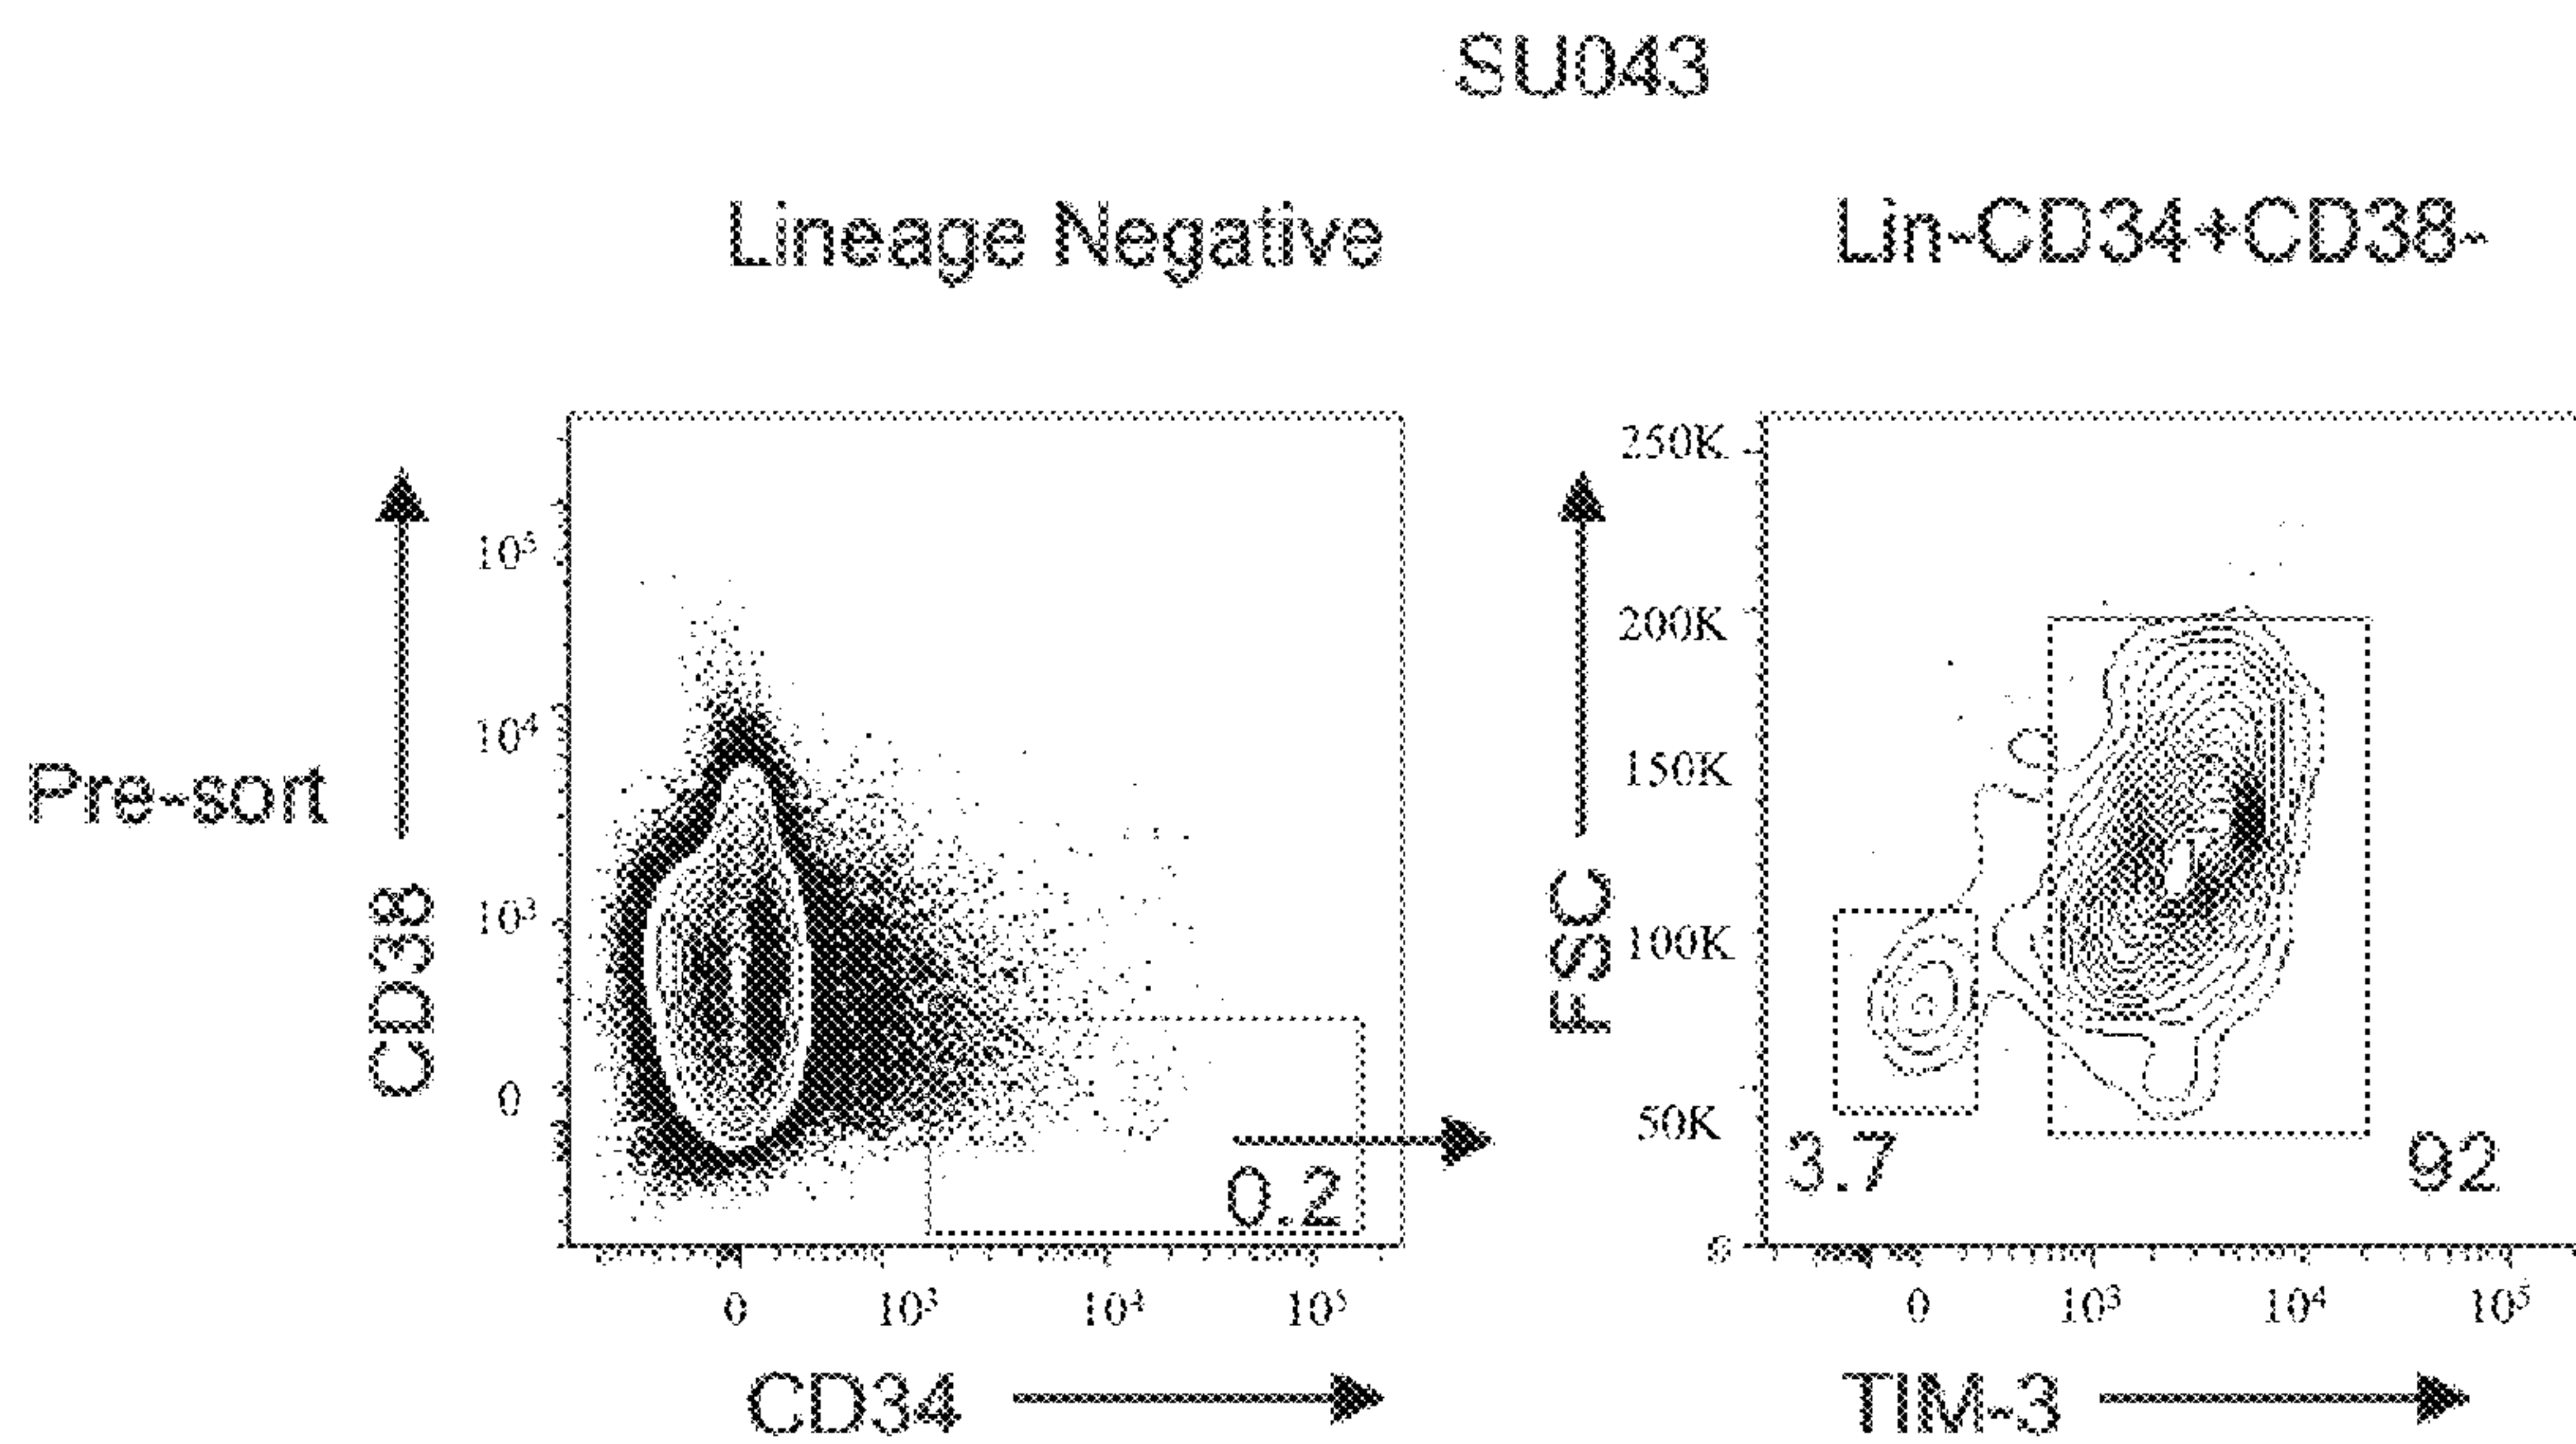 SU043
Lineage Negative
Lin-CD34+CD38-
Pre-sort
CD38
10⁵
10⁴
10³
0
0.2
0 10³ 10⁴ 10⁵
CD34
FSC
250K
200K
150K
100K
50K
3.7
92
0 10³ 10⁴ 10⁵
TIM-3